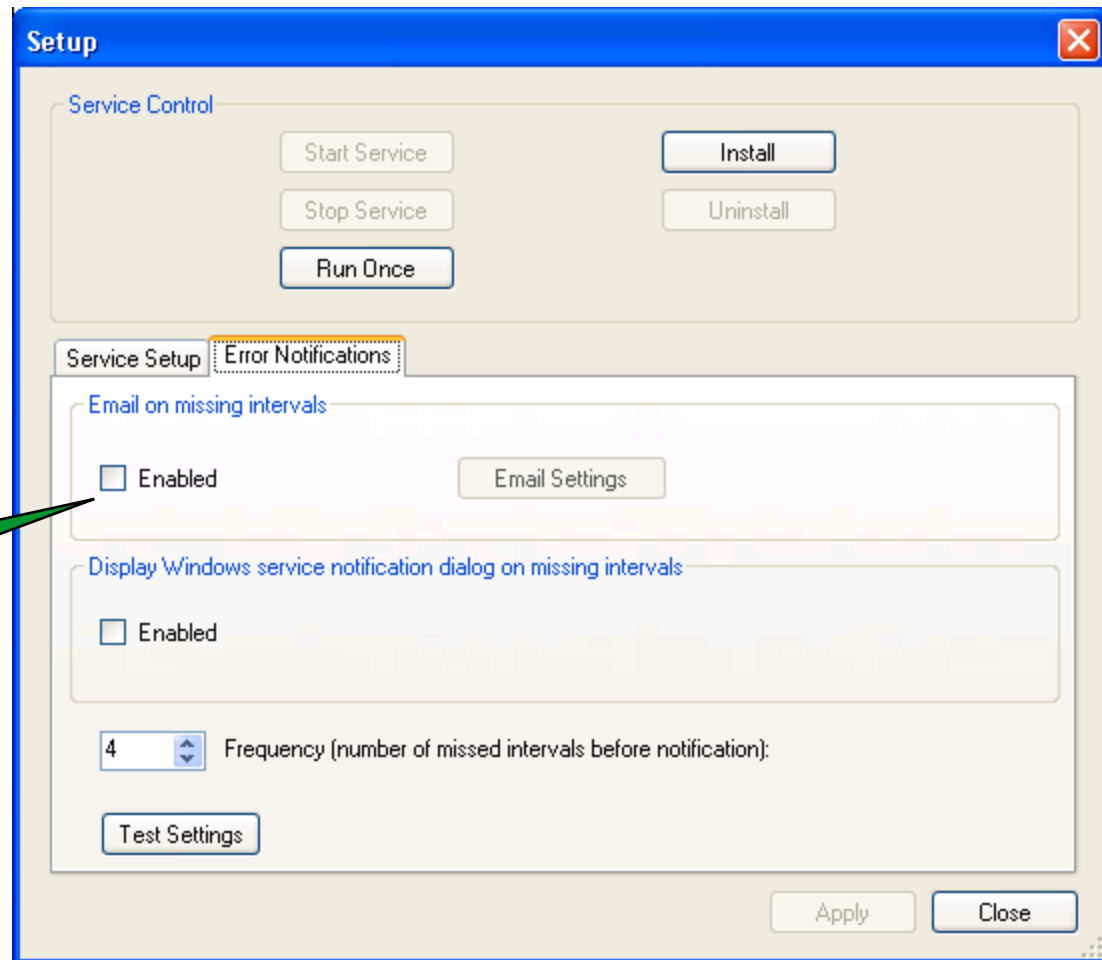 Setup
Service Control
Start Service
Install
Stop Service
Uninstall
Run Once
Service Setup
Error Notifications
Email on missing intervals
Enabled
Email Settings
Display Windows service notification dialog on missing intervals
Enabled
4
Frequency (number of missed intervals before notification):
Test Settings
Apply
Close